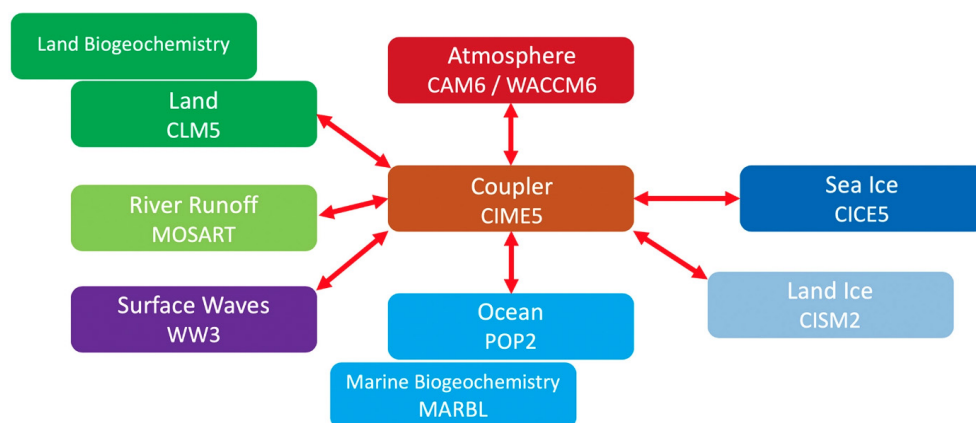 Land Biogeochemistry
Land
CLM5
Atmosphere
CAM6 / WACCM6
River Runoff
MOSART
Coupler
CIME5
Sea Ice
CICE5
Surface Waves
WW3
Ocean
POP2
Land Ice
CISM2
Marine Biogeochemistry
MARBL